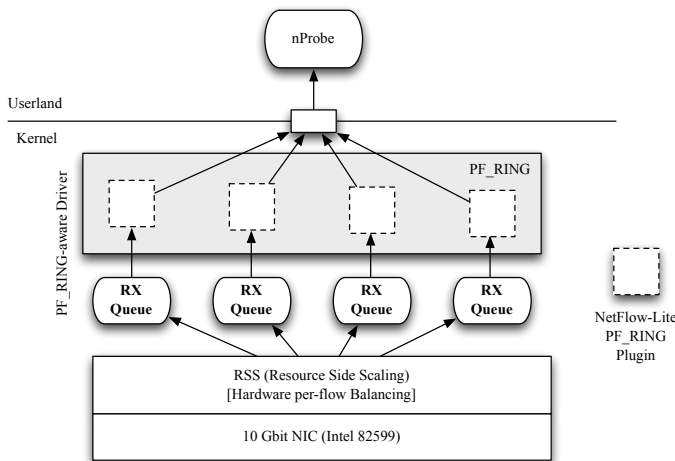 nProbe
Userland
Kernel
PF_RING
PF_RING-aware Driver
RX
Queue
RX
Queue
RX
Queue
RX
Queue
NetFlow-Lite
PF_RING
Plugin
RSS (Resource Side Scaling)
[Hardware per-flow Balancing]
10 Gbit NIC (Intel 82599)